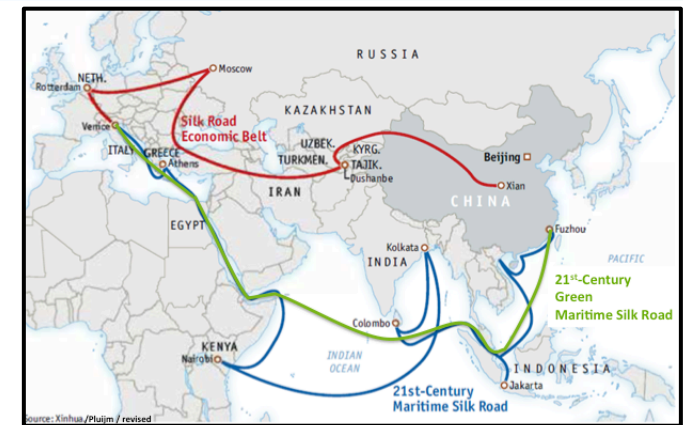 RUSSIA
Moscow
NETH.
Rotterdam
KAZAKHSTAN
Silk Road
Economic Belt
Venice
UZBEK.
KYRG.
ITALY
GREECE
Athens
TURKMEN.
TAJIK.
Dushanbe
Beijing
Xian
IRAN
CHINA
EGYPT
Fuzhou
Kolkata
INDIA
PACIFIC
21st-Century
Green
Maritime Silk Road
Colombo
KENYA
Nairobi
INDIAN
OCEAN
INDONESIA
Jakarta
21st-Century
Maritime Silk Road
Source: Xinhua/Pluijm / revised